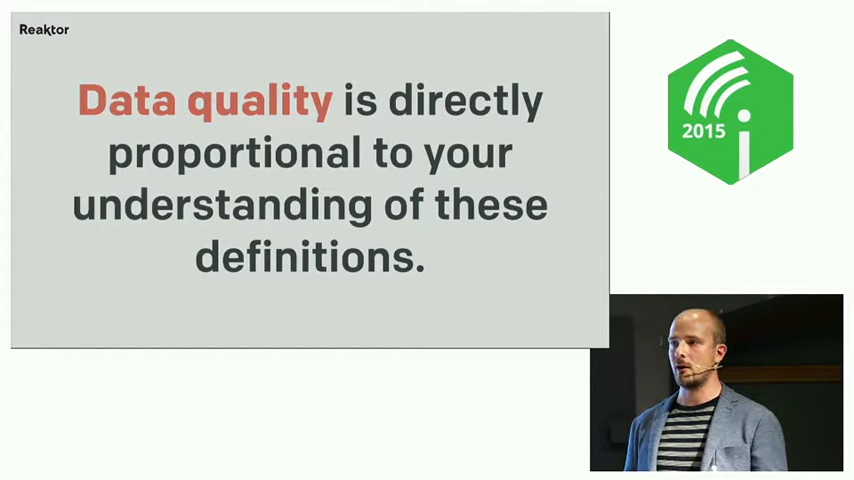 Reaktor
Data quality is directly
proportional to your
understanding of these
definitions.
2015
i